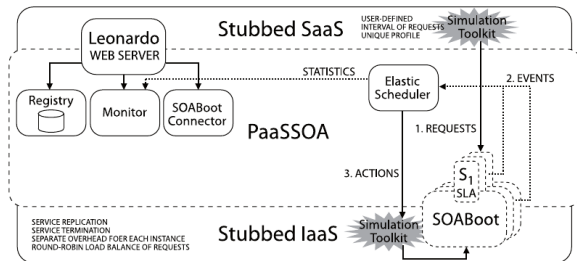 Stubbed SaaS
USER-DEFINED
INTERVAL OF REQUESTS
UNIQUE PROFILE
Simulation
Toolkit
Leonardo
WEB SERVER
STATISTICS
Elastic
Scheduler
2. EVENTS
Registry
Monitor
SOABoot
Connector
PaaSSOA
1. REQUESTS
3. ACTIONS
S1
SLA
SOABoot
SERVICE REPLICATION
SERVICE TERMINATION
SEPARATE OVERHEAD FOER EACH INSTANCE
ROUND-ROBIN LOAD BALANCE OF REQUESTS
Stubbed IaaS
Simulation
Toolkit